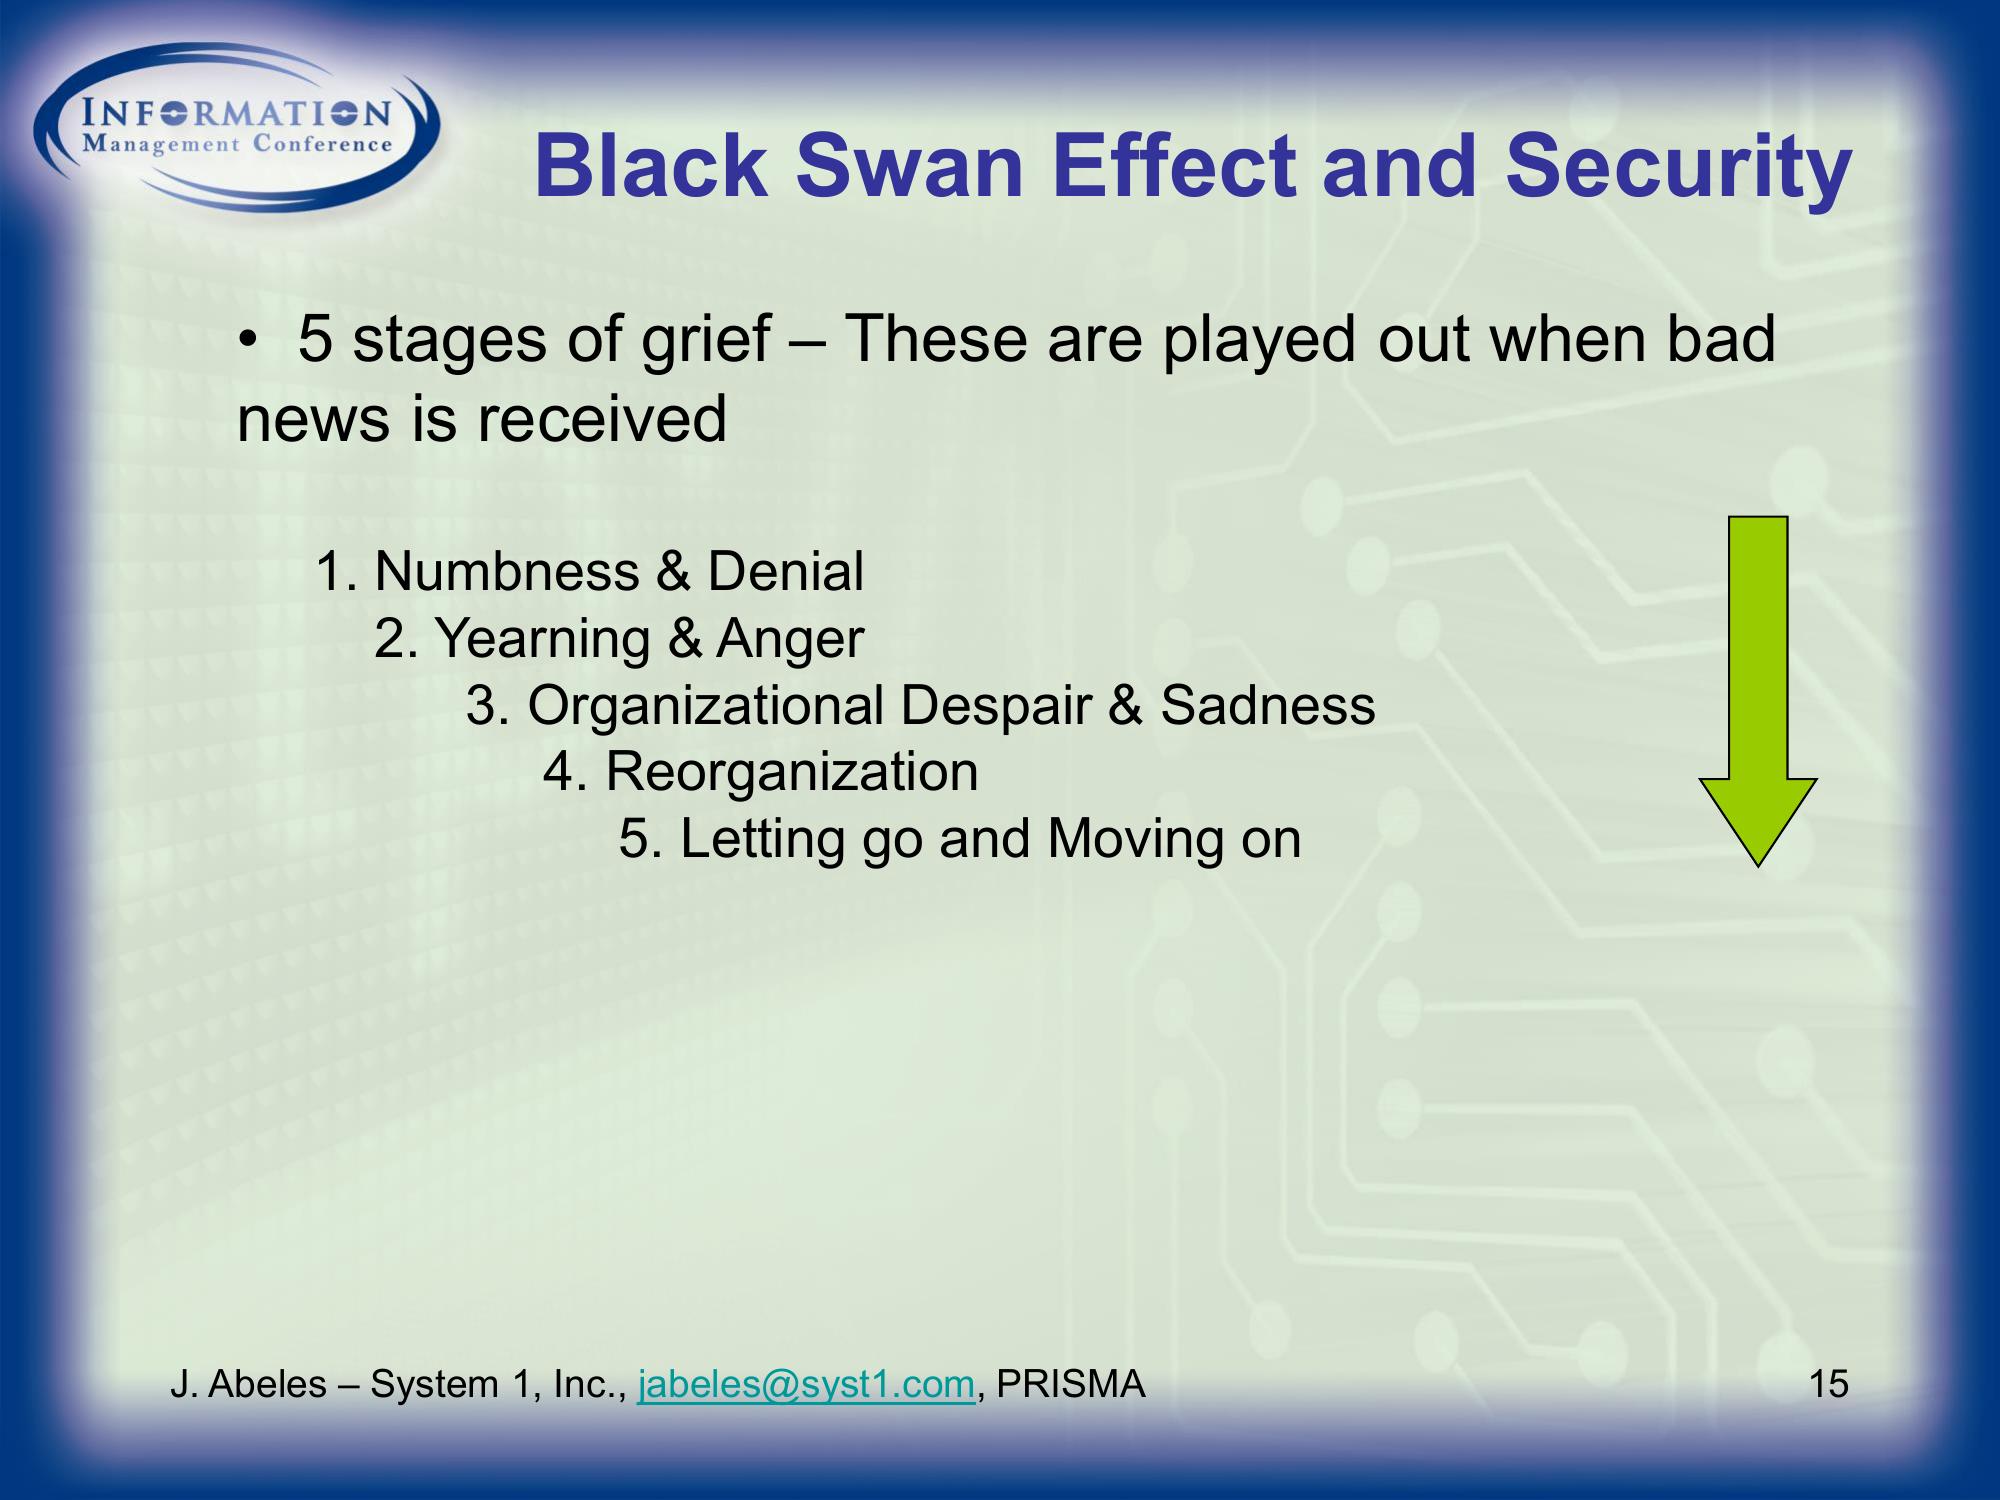 INFORMATION
Management Conference
Black Swan Effect and Security
• 5 stages of grief – These are played out when bad
news is received
1. Numbness & Denial
2. Yearning & Anger
3. Organizational Despair & Sadness
4. Reorganization
5. Letting go and Moving on
J. Abeles – System 1, Inc., jabeles@syst1.com, PRISMA
15